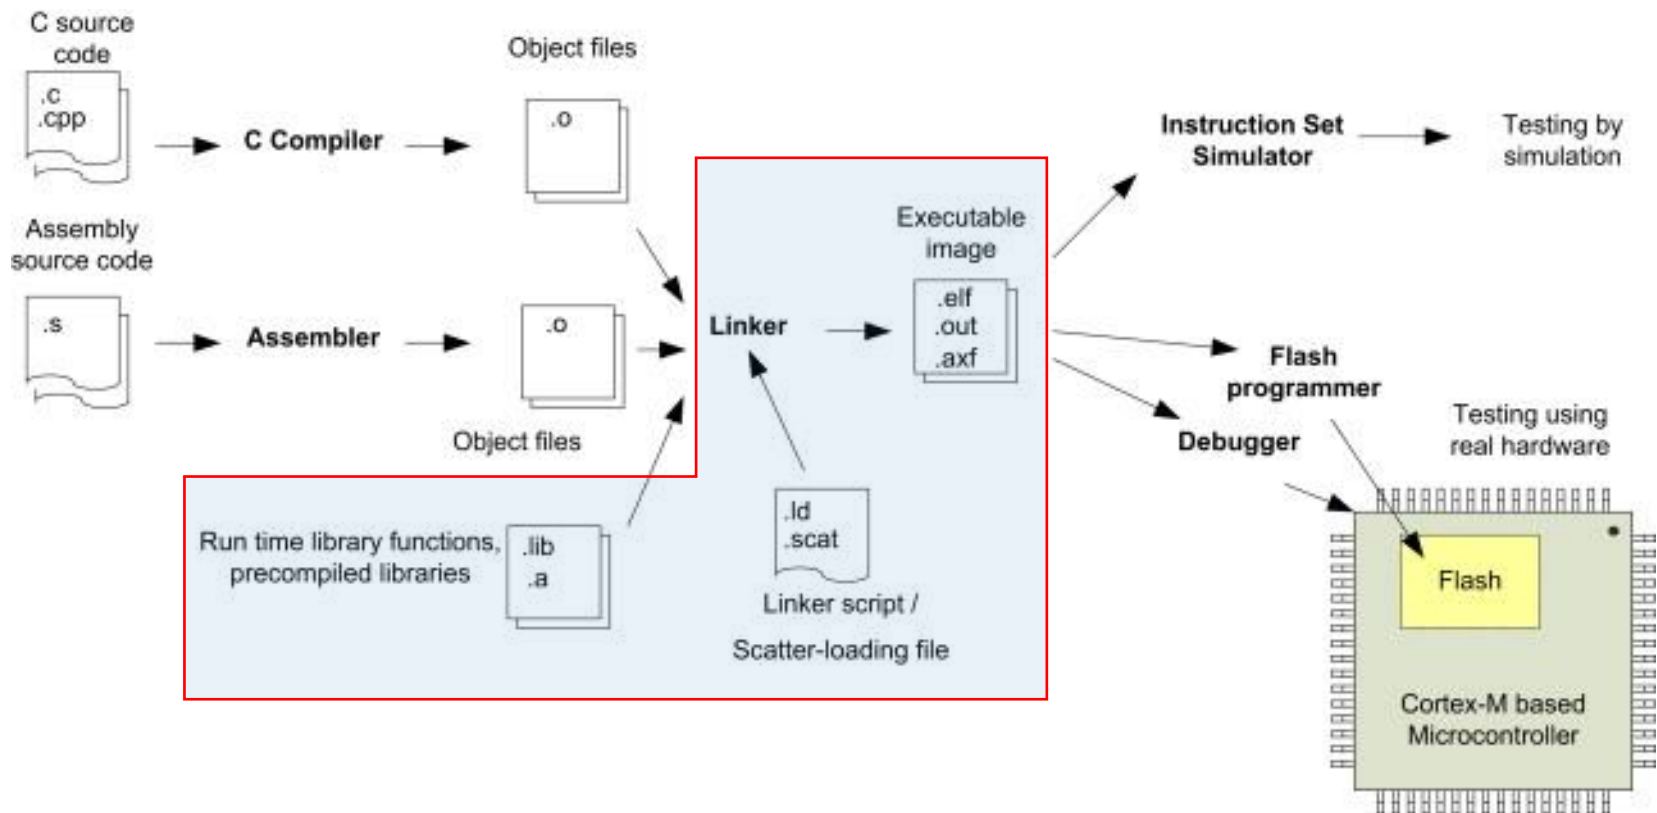 C source
code
.c
.cpp
C Compiler
Object files
.o
Assembly
source code
.s
Assembler
.o
Object files
Run time library functions,
precompiled libraries
.lib
.a
Linker
.ld
.scat
Linker script /
Scatter-loading file
Executable
image
.elf
.out
.axf
Instruction Set
Simulator
Testing by
simulation
Flash
programmer
Debugger
Testing using
real hardware
Flash
Cortex-M based
Microcontroller